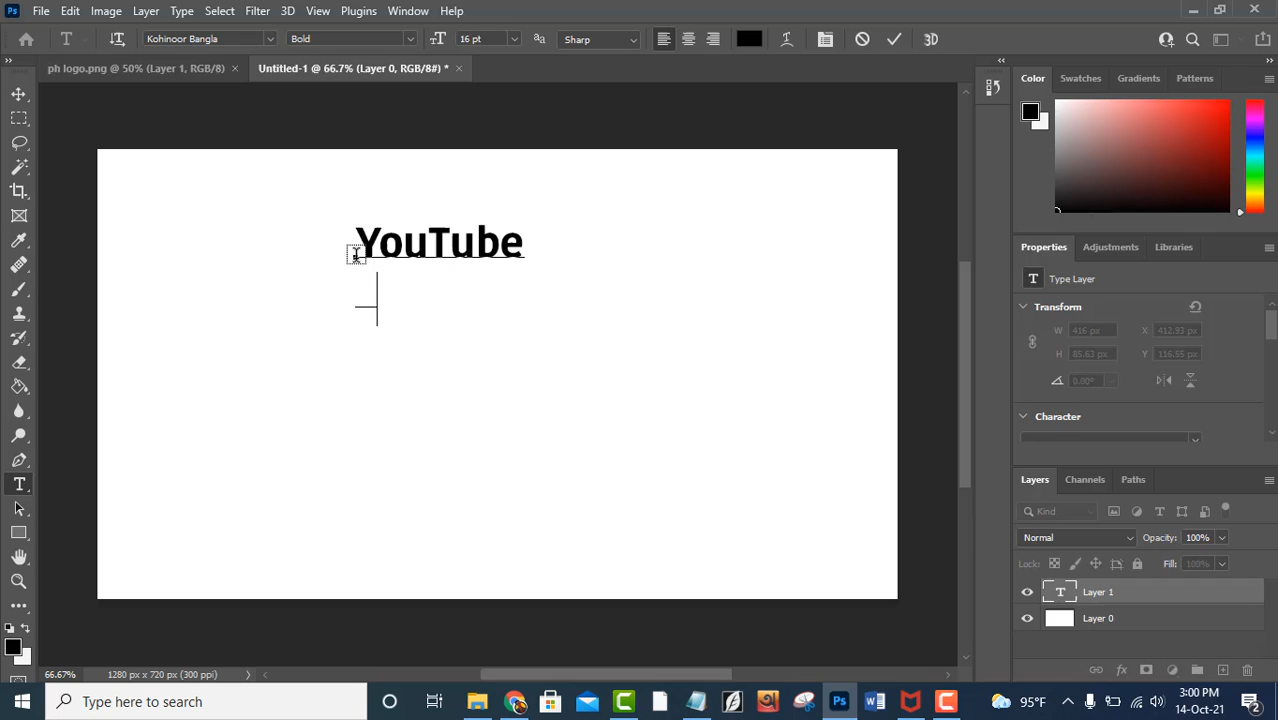 Ps File Edit Image Layer Type Select Filter 3D View Plugins Window Help
T Kohinoor Bangla Bold 16 pt Sharp 3D
ph logo.png @ 50% (Layer 1, RGB/8) × Untitled-1 @ 66.7% (Layer 0, RGB/8#) * ×
YouTube
Color Swatches Gradients Patterns
Properties Adjustments Libraries
T Type Layer
Transform
W 416 px X 412.93 px
H 85.63 px Y 116.55 px
0.00°
Character
Layers Channels Paths
Kind
Normal Opacity: 100%
Lock: Fill: 100%
T Layer 1
Layer 0
66.67% 1280 px x 720 px (300 ppi)
Type here to search
Ps W 95°F 3:00 PM
14-Oct-21
2